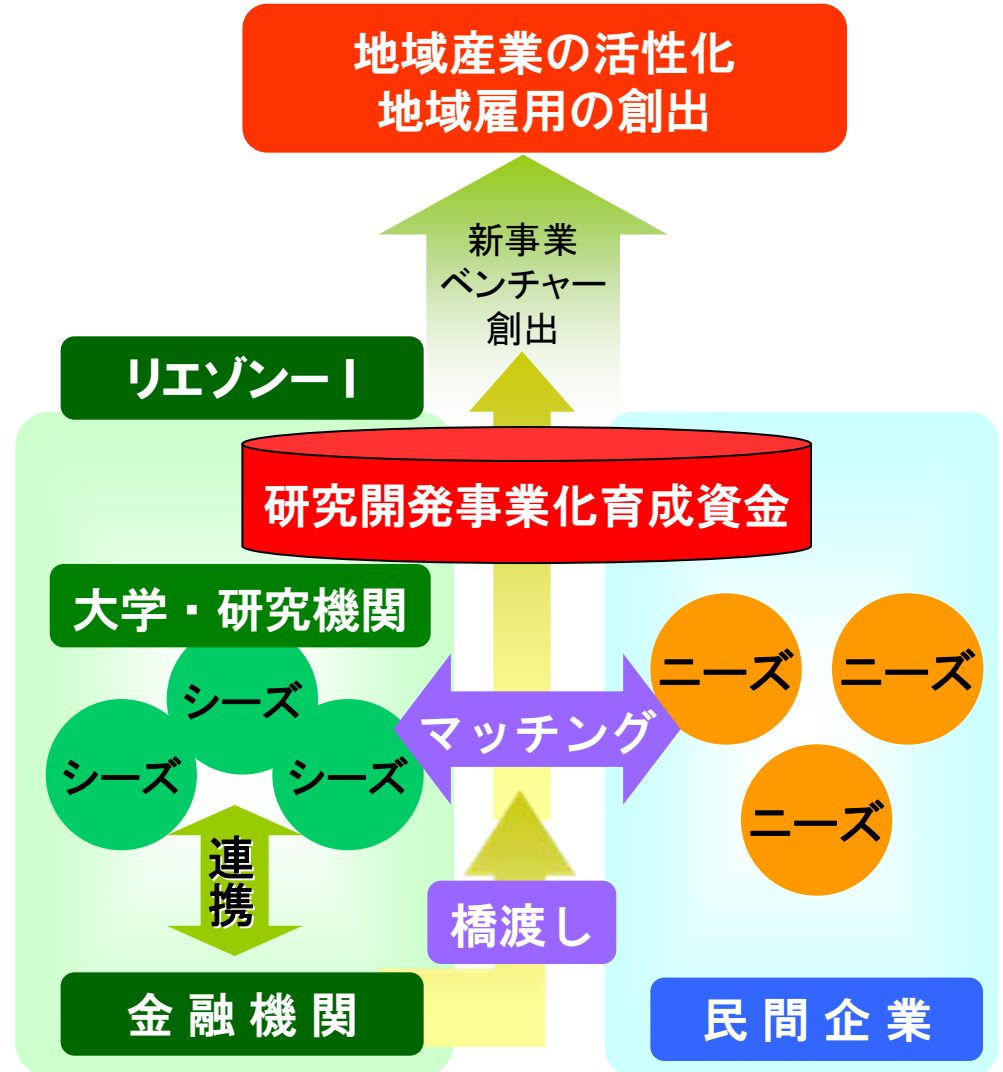 地域産業の活性化
地域雇用の創出
新事業
ベンチャー
創出
リエゾンーI
研究開発事業化育成資金
大学・研究機関
シーズ
シーズ
シーズ
マッチング
ニーズ
ニーズ
ニーズ
連携
橋渡し
金融機関
民間企業